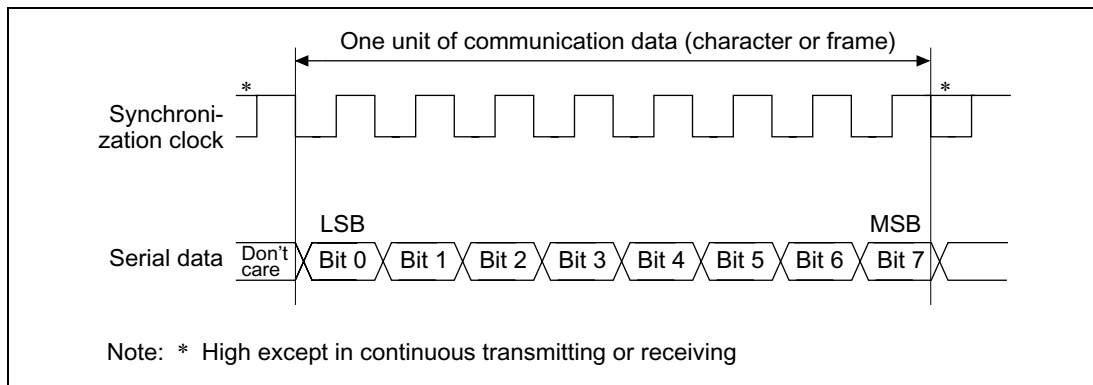 One unit of communication data (character or frame)
*
*
Synchroni-
zation clock
LSB
MSB
Serial data
Don't
care
Bit 0
Bit 1
Bit 2
Bit 3
Bit 4
Bit 5
Bit 6
Bit 7
Note: * High except in continuous transmitting or receiving